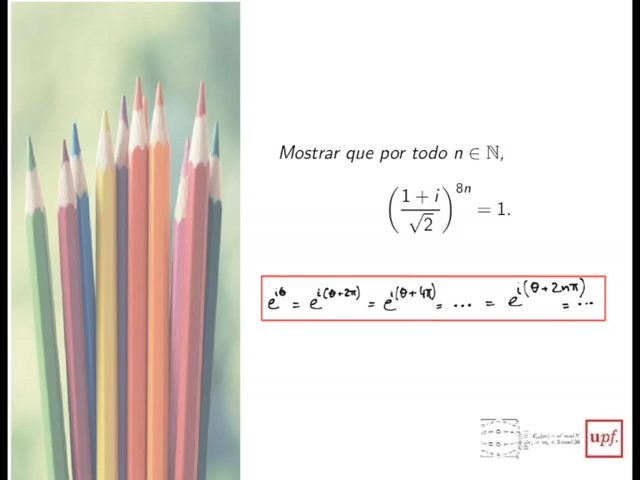 Mostrar que por todo n ∈ ℕ,
(1 + i / √2)^8n = 1.
e^iθ = e^i(θ+2π) = e^i(θ+4π) = ... = e^i(θ+2nπ) = ...
upf.